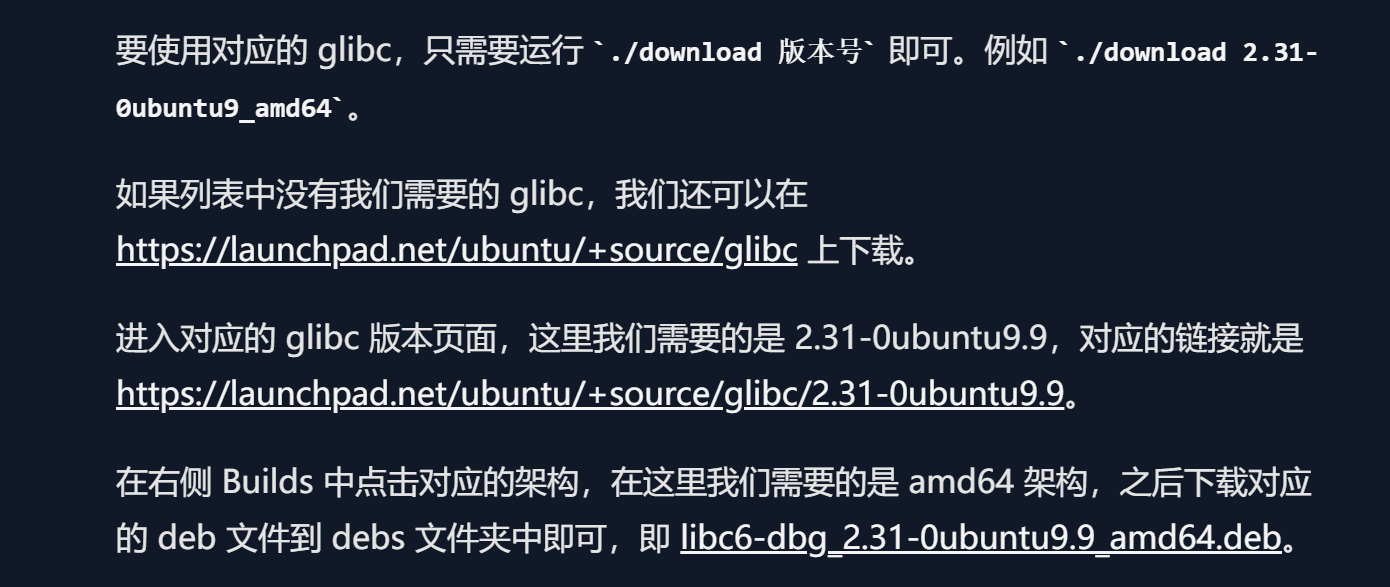 要使用对应的 glibc，只需要运行 `./download 版本号` 即可。例如 `./download 2.31-
0ubuntu9_amd64`。
如果列表中没有我们需要的 glibc，我们还可以在
https://launchpad.net/ubuntu/+source/glibc 上下载。
进入对应的 glibc 版本页面，这里我们需要的是 2.31-0ubuntu9.9，对应的链接就是
https://launchpad.net/ubuntu/+source/glibc/2.31-0ubuntu9.9。
在右侧 Builds 中点击对应的架构，在这里我们需要的是 amd64 架构，之后下载对应
的 deb 文件到 debs 文件夹中即可，即 libc6-dbg_2.31-0ubuntu9.9_amd64.deb。